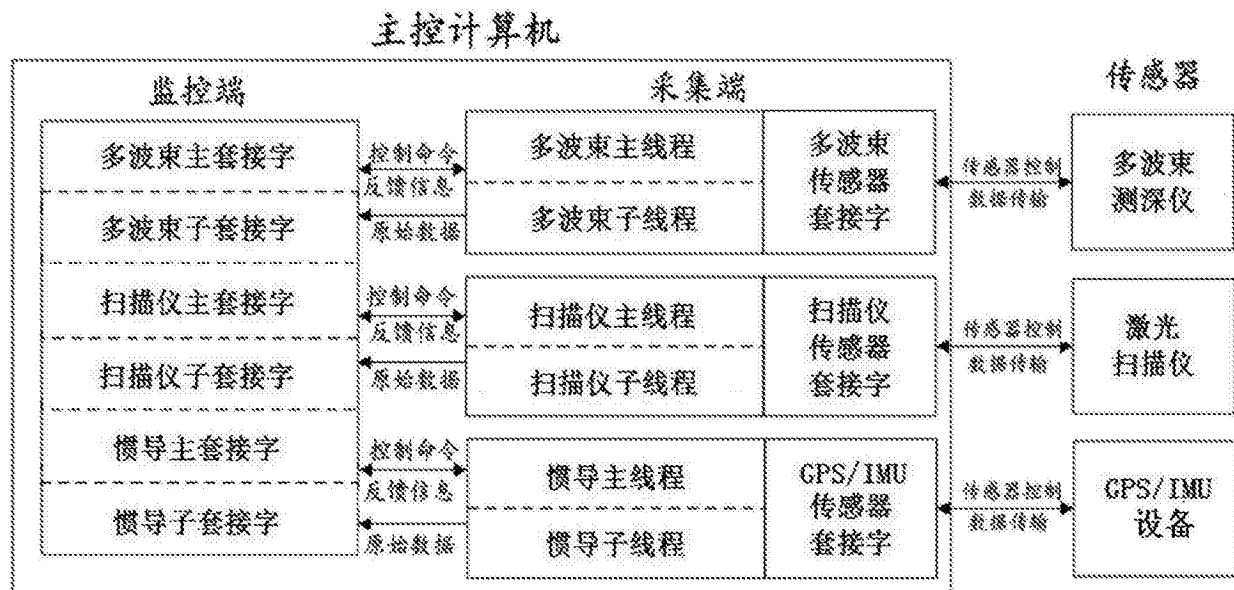 主控计算机
监控端
采集端
传感器
多波束主套接字
多波束子套接字
扫描仪主套接字
扫描仪子套接字
惯导主套接字
惯导子套接字
控制命令
反馈信息
原始数据
控制命令
反馈信息
原始数据
控制命令
反馈信息
原始数据
多波束主线程
多波束子线程
多波束
传感器
套接字
扫描仪主线程
扫描仪子线程
扫描仪
传感器
套接字
惯导主线程
惯导子线程
GPS/IMU
传感器
套接字
传感器控制
数据传输
传感器控制
数据传输
传感器控制
数据传输
多波束
测深仪
激光
扫描仪
GPS/IMU
设备